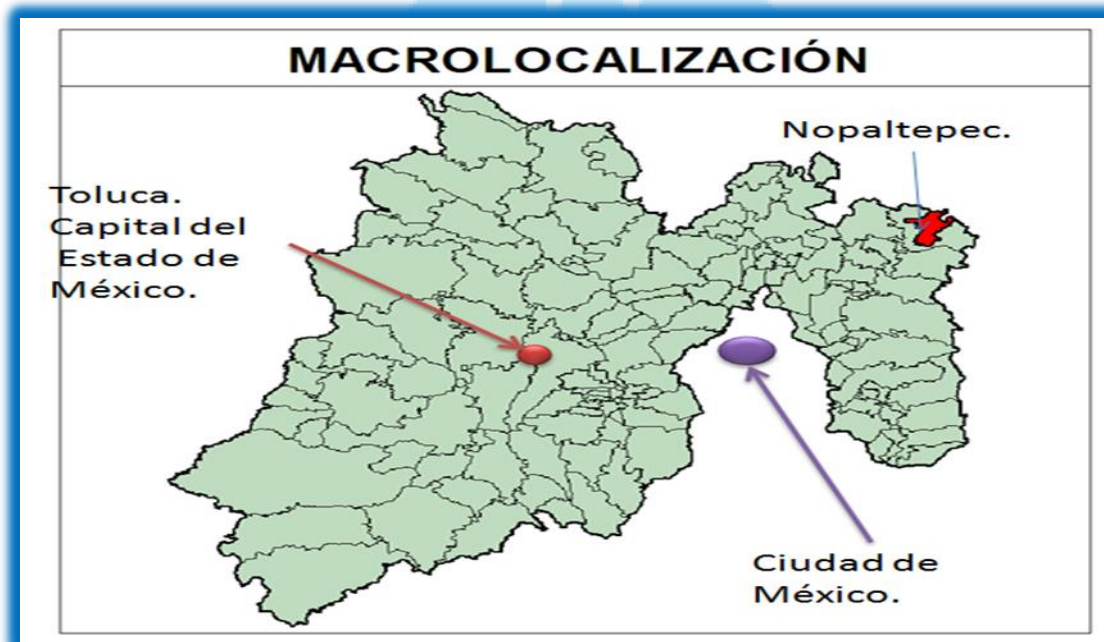 MACROLOCALIZACIÓN
Nopaltepec.
Toluca.
Capital del
Estado de
México.
Ciudad de
México.